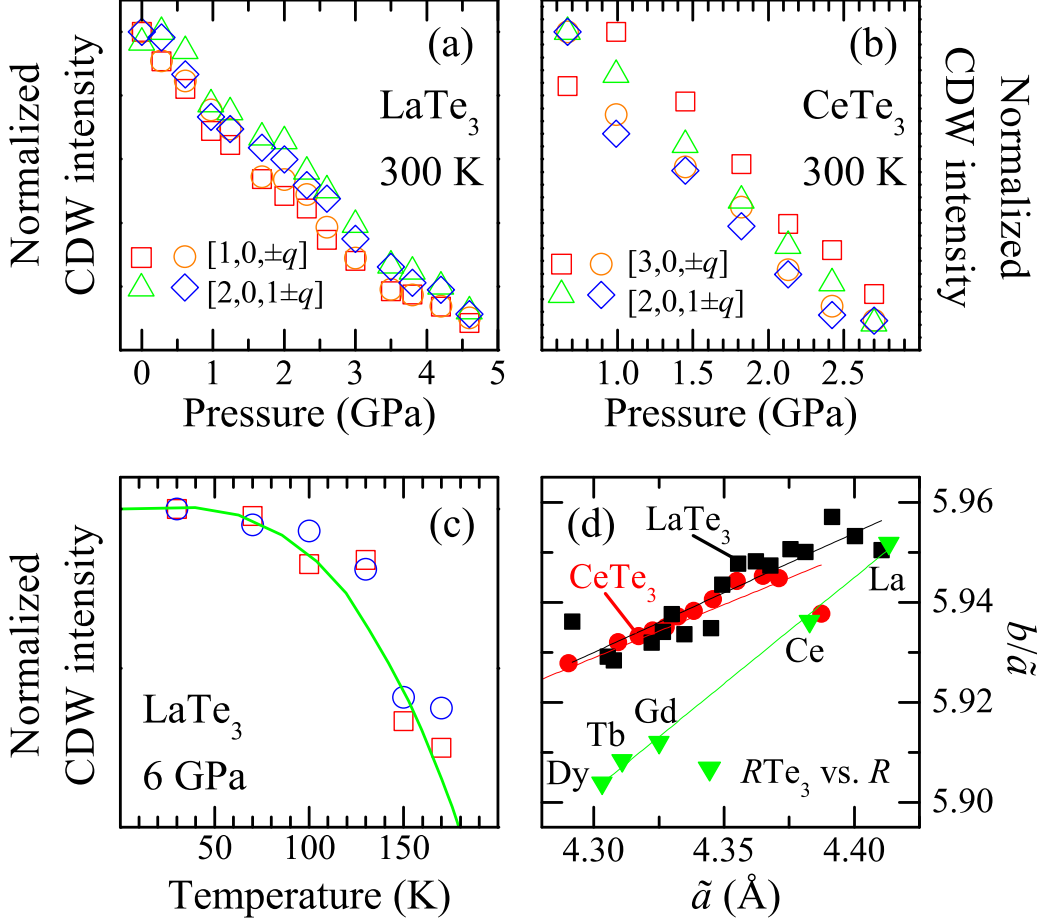 (a)
LaTe3
300 K
[1,0,±q]
[2,0,1±q]
Normalized
CDW intensity
0 1 2 3 4 5
Pressure (GPa)
(b)
CeTe3
300 K
[3,0,±q]
[2,0,1±q]
Normalized
CDW intensity
1.0 1.5 2.0 2.5
Pressure (GPa)
(c)
LaTe3
6 GPa
Normalized
CDW intensity
50 100 150
Temperature (K)
(d)
LaTe3
CeTe3
La
Ce
Gd
Tb
Dy
RTe3 vs. R
5.96
5.94
5.92
5.90
b/ã
4.30 4.35 4.40
ã (Å)